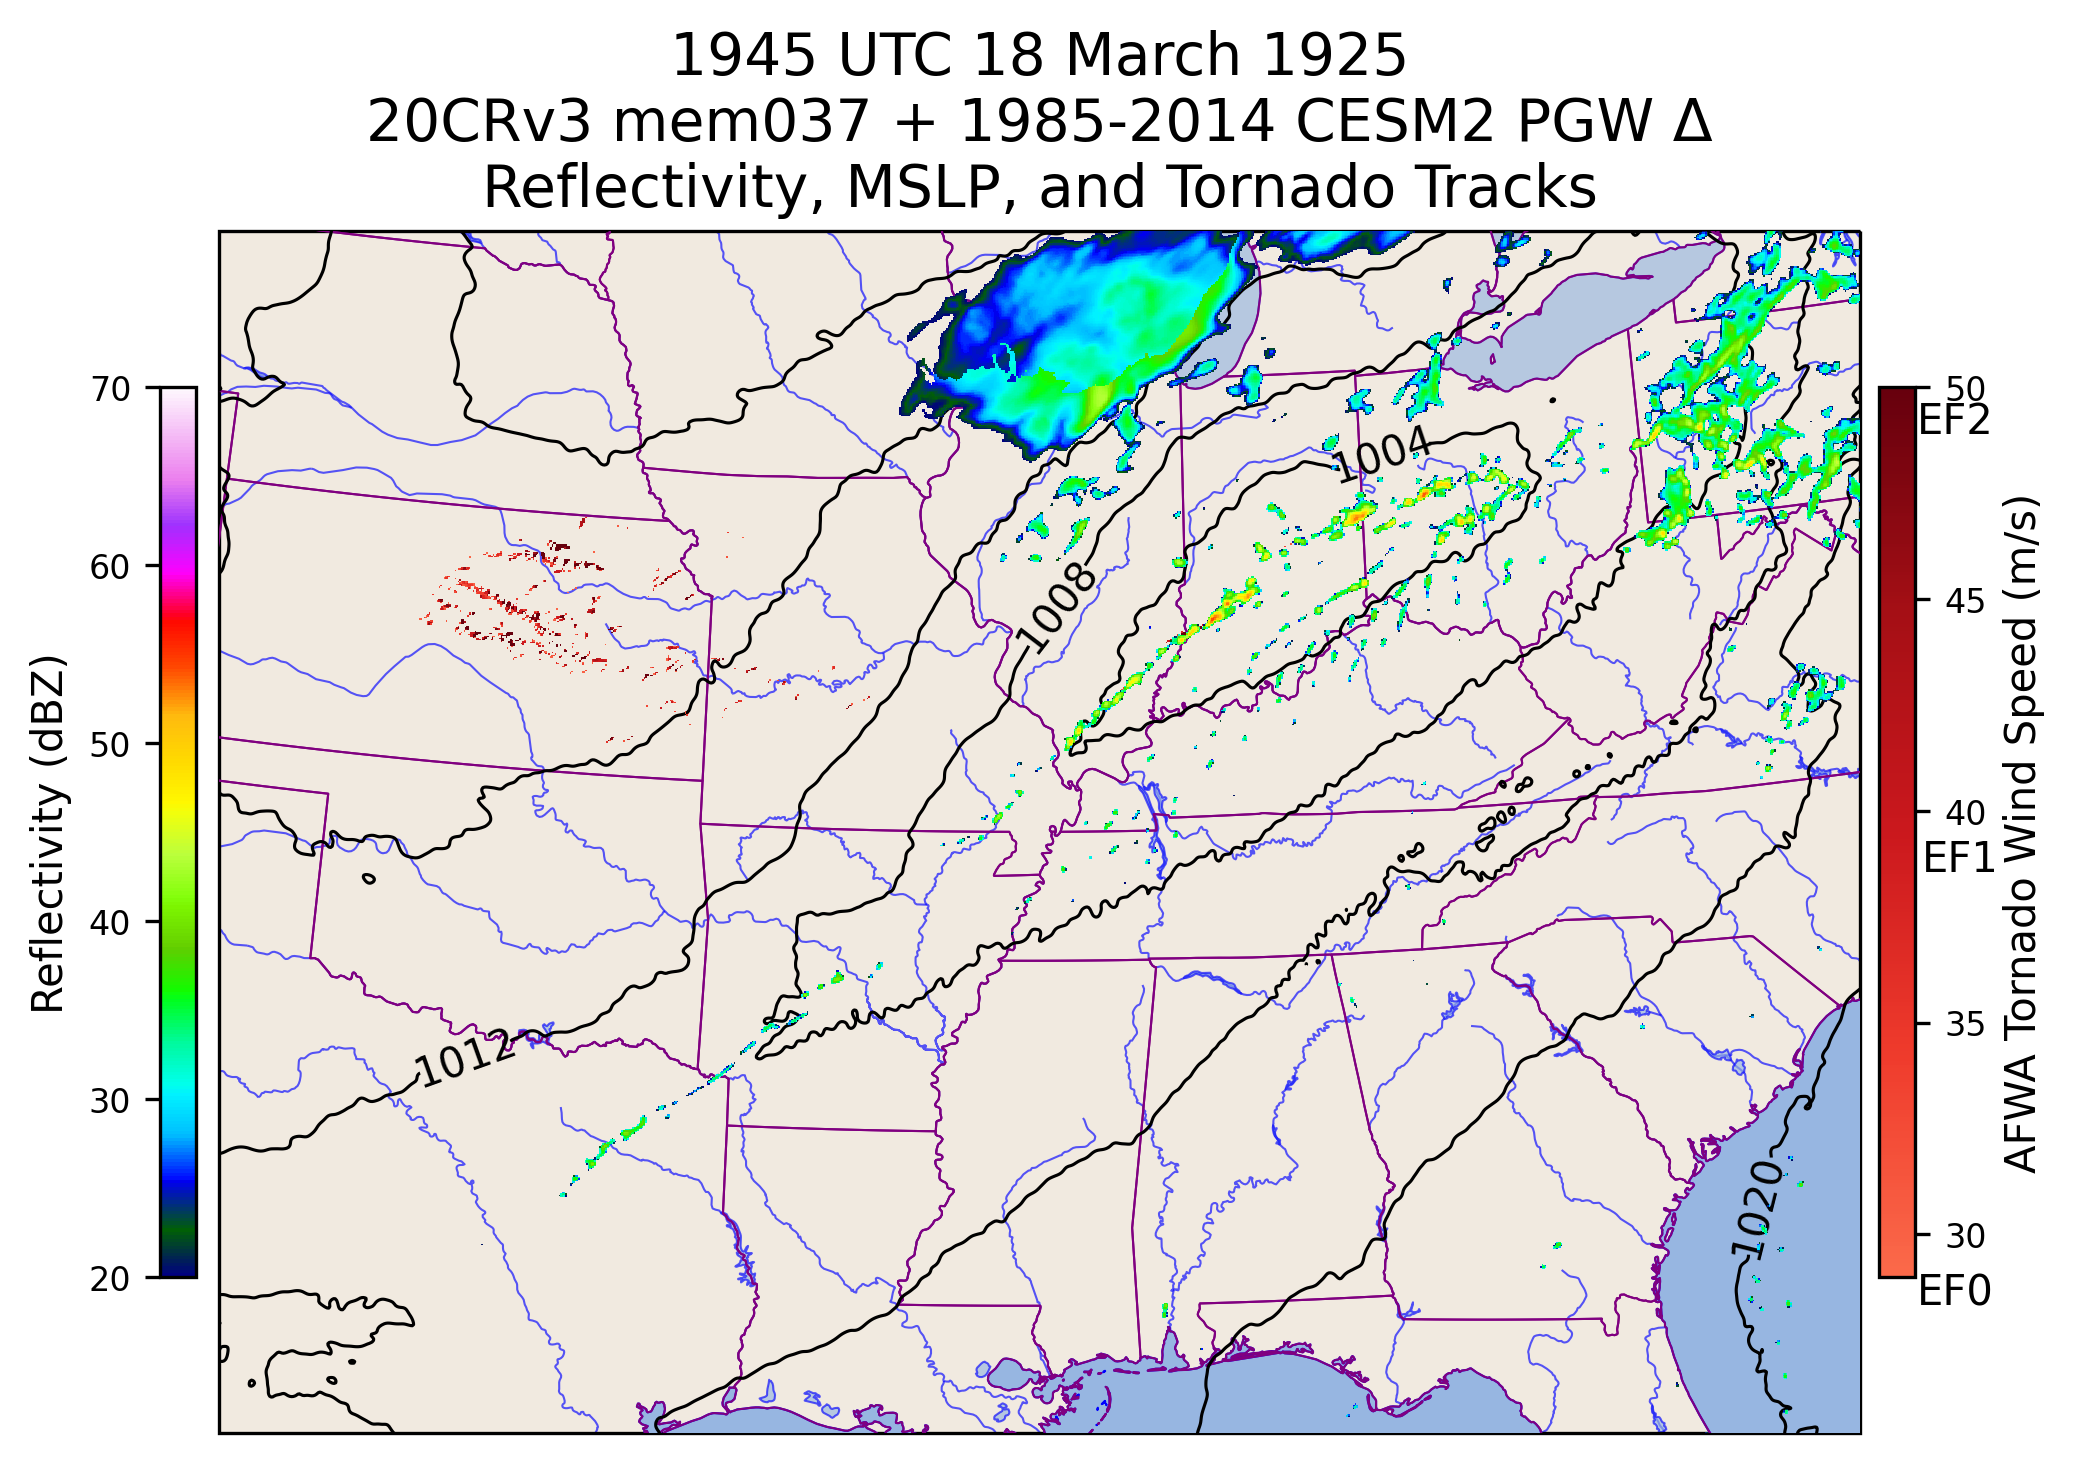 1945 UTC 18 March 1925
20CRv3 mem037 + 1985-2014 CESM2 PGW Δ
Reflectivity, MSLP, and Tornado Tracks
Reflectivity (dBZ)
70
60
50
40
30
20
1004
1008
1012
1020
50
EF2
45
40
EF1
35
30
EF0
AFWA Tornado Wind Speed (m/s)